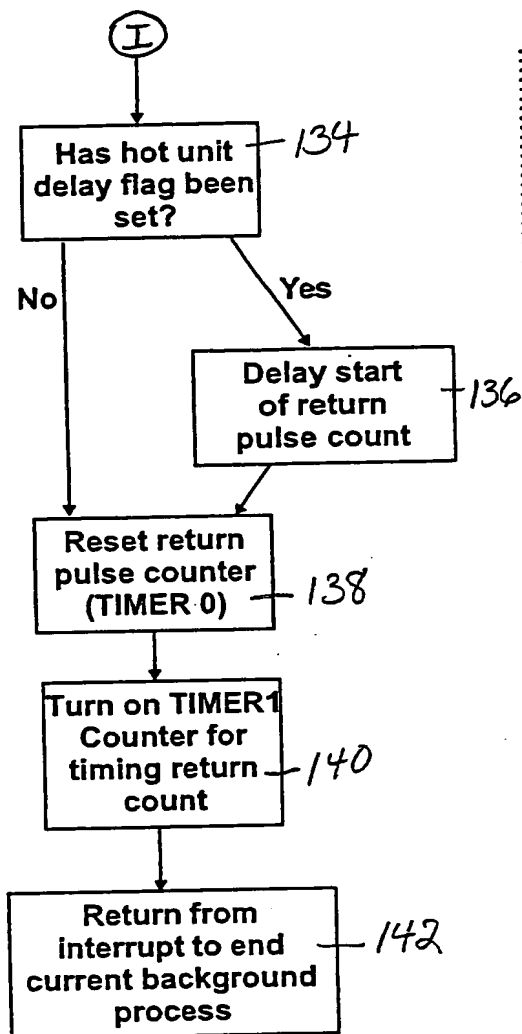 I
Has hot unit
delay flag been
set?
134
No
Yes
Delay start
of return
pulse count
136
Reset return
pulse counter
(TIMER 0)
138
Turn on TIMER1
Counter for
timing return
count
140
Return from
interrupt to end
current background
process
142